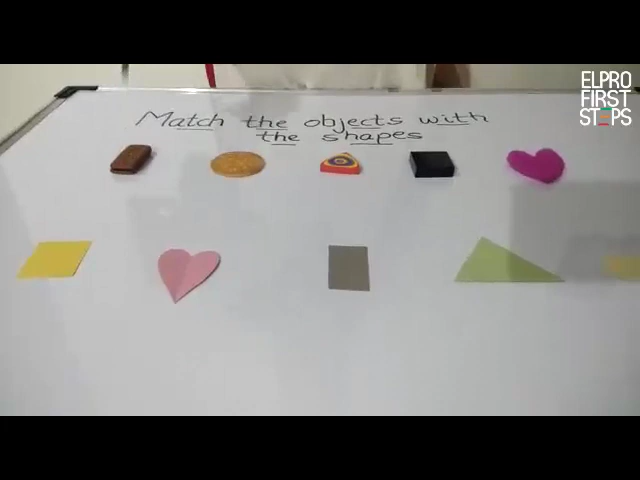 Match the objects with
the shapes
ELPRO
FIRST
STEPS